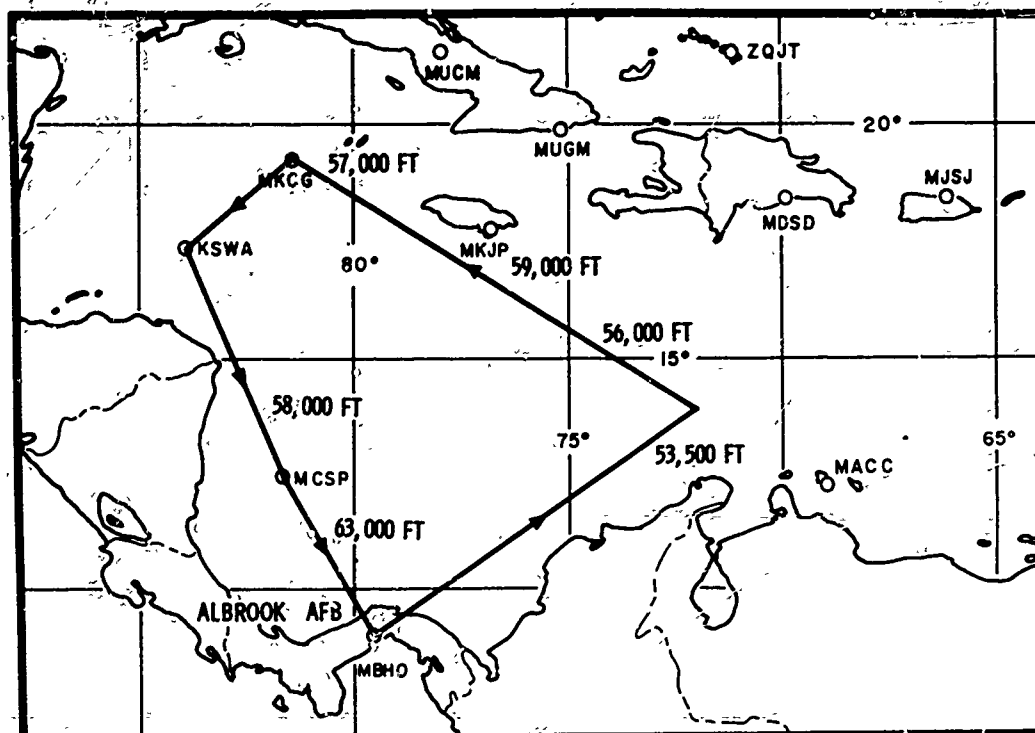 MUCM
ZQJT
20°
MUGM
57,000 FT
MKCG
MJSJ
MDSD
MKJP
KSWA
80°
59,000 FT
56,000 FT
15°
58,000 FT
75°
65°
53,500 FT
MACC
MCSP
63,000 FT
ALBROOK AFB
MBHO